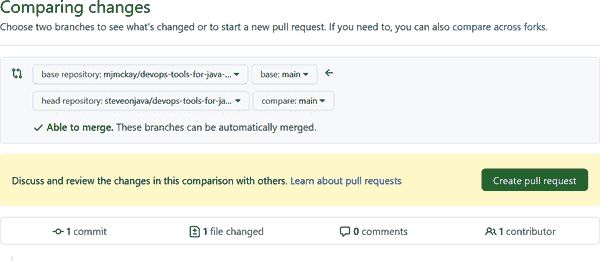 Comparing changes
Choose two branches to see what's changed or to start a new pull request. If you need to, you can also compare across forks.
base repository: mjmckay/devops-tools-for-java-... base: main
head repository: steveonjava/devops-tools-for-ja... compare: main
Able to merge. These branches can be automatically merged.
Discuss and review the changes in this comparison with others. Learn about pull requests Create pull request
1 commit 1 file changed 0 comments 1 contributor